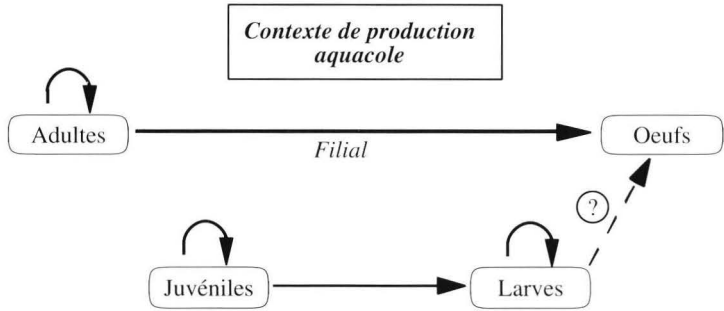 Contexte de production
aquacole
Adultes
Filial
Oeufs
?
Juvéniles
Larves